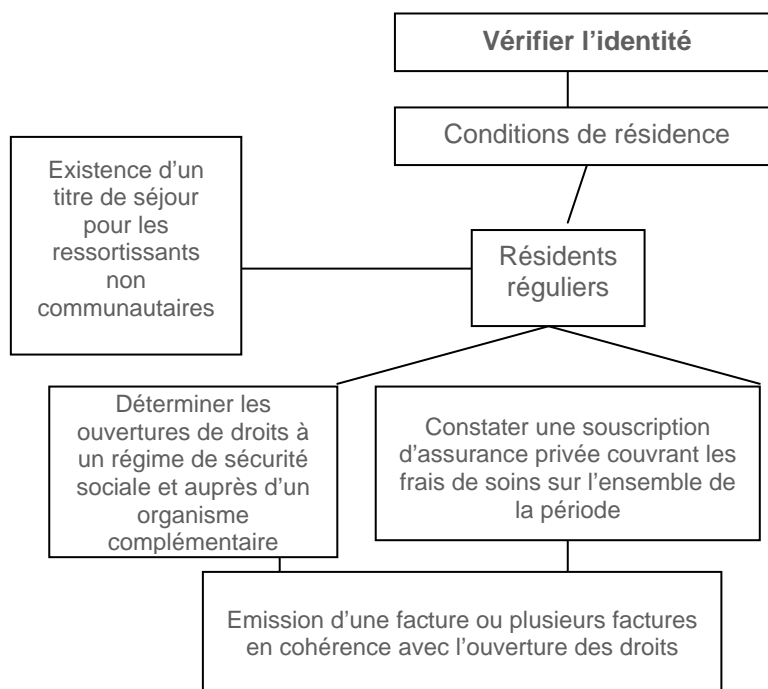 Vérifier l’identité
Conditions de résidence
Existence d’un
titre de séjour
pour les
ressortissants
non
communautaires
Résidents
réguliers
Déterminer les
ouvertures de droits à
un régime de sécurité
sociale et auprès d’un
organisme
complémentaire
Constater une souscription
d’assurance privée couvrant les
frais de soins sur l’ensemble de
la période
Emission d’une facture ou plusieurs factures
en cohérence avec l’ouverture des droits